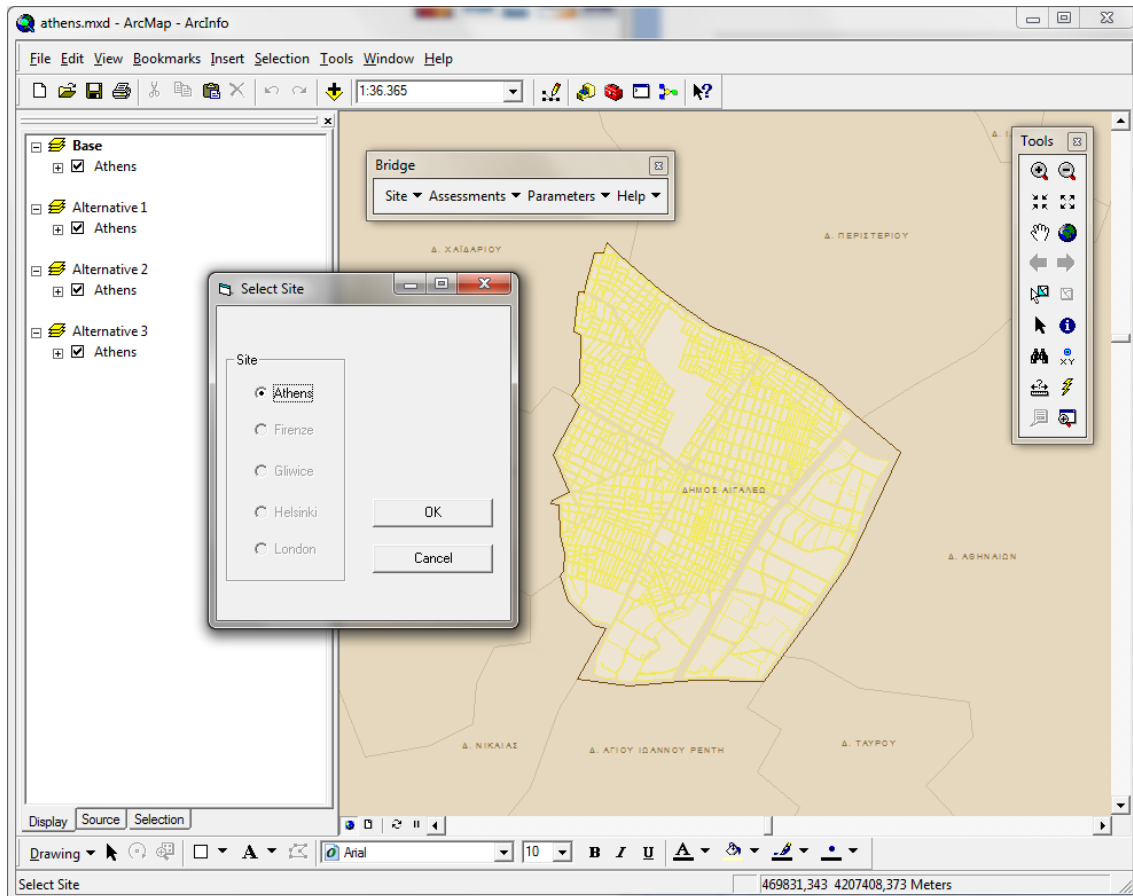 athens.mxd - ArcMap - ArcInfo
File Edit View Bookmarks Insert Selection Tools Window Help
1:36.365
Base
Athens
Alternative 1
Athens
Alternative 2
Athens
Alternative 3
Athens
Bridge
Site Assessments Parameters Help
Tools
Δ. ΧΑΪΔΑΡΙΟΥ
Δ. ΠΕΡΙΣΤΕΡΙΟΥ
Select Site
Site
Athens
Firenze
Gliwice
Helsinki
London
OK
Cancel
ΔΗΜΟΣ ΑΙΓΑΛΕΩ
Δ. ΑΘΗΝΑΙΩΝ
Δ. ΝΙΚΑΙΑΣ
Δ. ΑΓΙΟΥ ΙΩΑΝΝΟΥ ΡΕΝΤΗ
Δ. ΤΑΥΡΟΥ
Display Source Selection
Drawing A Arial 10 B I U A
Select Site
469831,343 4207408,373 Meters